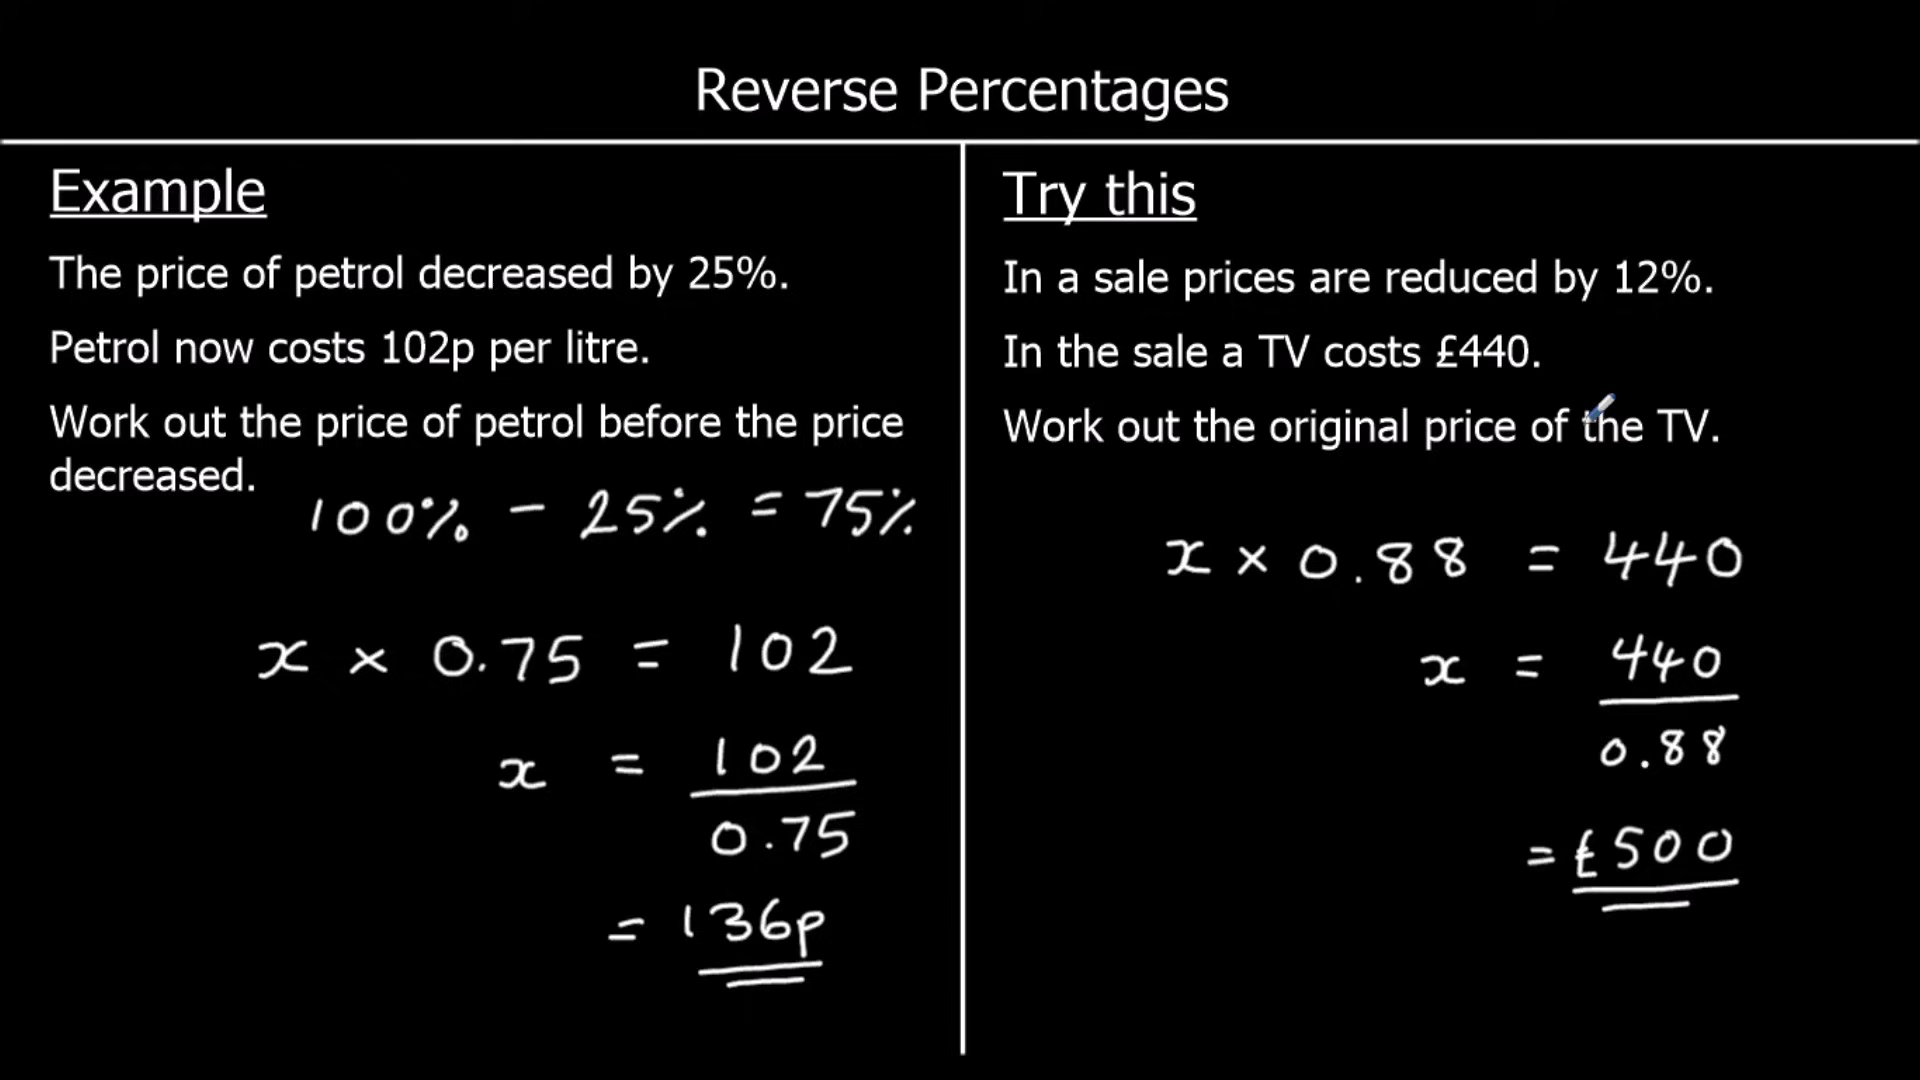 Reverse Percentages
Example
The price of petrol decreased by 25%.
Petrol now costs 102p per litre.
Work out the price of petrol before the price
decreased.
100% - 25% = 75%
x × 0.75 = 102
x = 102
0.75
= 136p
Try this
In a sale prices are reduced by 12%.
In the sale a TV costs £440.
Work out the original price of the TV.
x × 0.88 = 440
x = 440
0.88
= £500